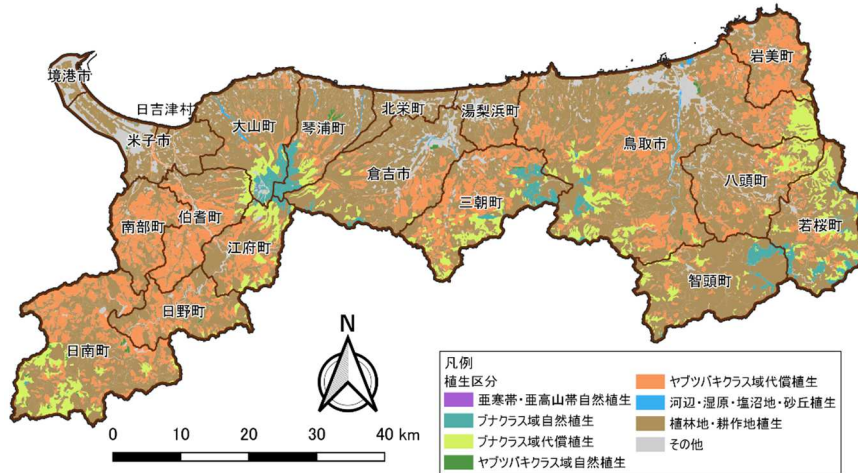 岩美町
境港市
日吉津村
北栄町
湯梨浜町
大山町
琴浦町
米子市
鳥取市
倉吉市
八頭町
三朝町
伯耆町
南部町
若桜町
江府町
智頭町
日野町
日南町
N
0 10 20 30 40 km
凡例
植生区分
亜寒帯・亜高山帯自然植生
ブナクラス域自然植生
ブナクラス域代償植生
ヤブツバキクラス域自然植生
ヤブツバキクラス域代償植生
河辺・湿原・塩沼地・砂丘植生
植林地・耕作地植生
その他